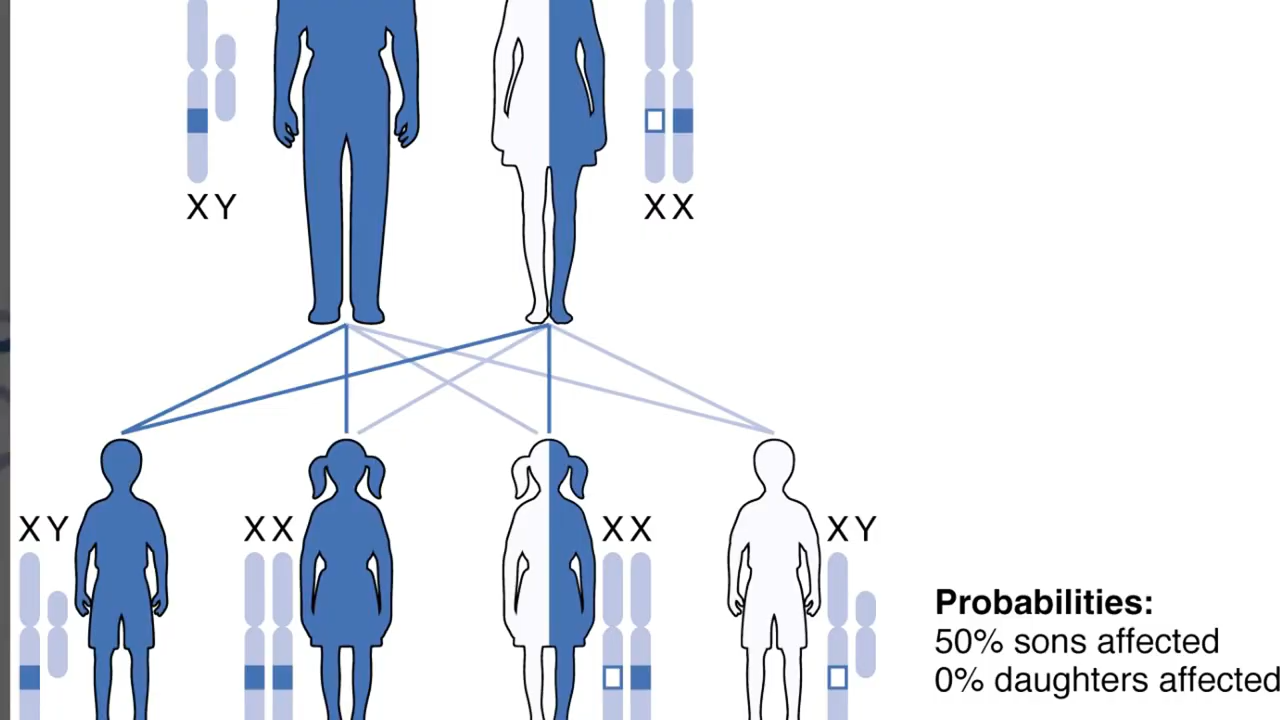 XY
XX
XY
XX
XX
XY
Probabilities:
50% sons affected
0% daughters affected